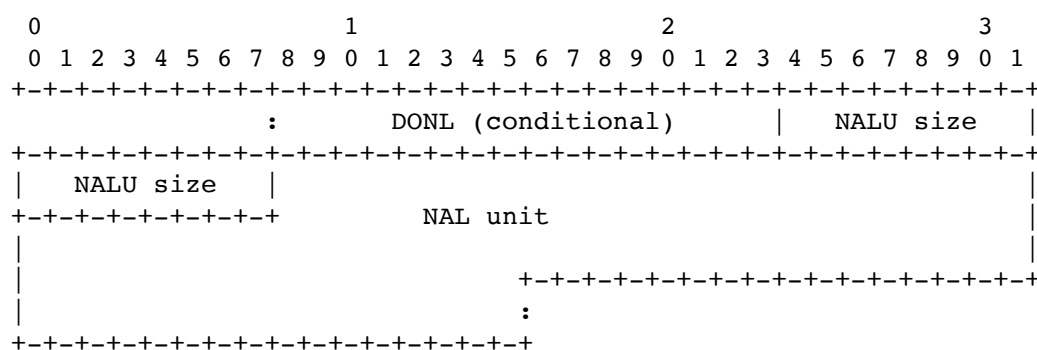 0                   1                   2                   3
 0 1 2 3 4 5 6 7 8 9 0 1 2 3 4 5 6 7 8 9 0 1 2 3 4 5 6 7 8 9 0 1
+-+-+-+-+-+-+-+-+-+-+-+-+-+-+-+-+-+-+-+-+-+-+-+-+-+-+-+-+-+-+-+-+
                :       DONL (conditional)      |   NALU size   |
+-+-+-+-+-+-+-+-+-+-+-+-+-+-+-+-+-+-+-+-+-+-+-+-+-+-+-+-+-+-+-+-+
|   NALU size   |                                               |
+-+-+-+-+-+-+-+-+         NAL unit                              |
|                                                               |
|                               +-+-+-+-+-+-+-+-+-+-+-+-+-+-+-+-+
|                               :
+-+-+-+-+-+-+-+-+-+-+-+-+-+-+-+-+